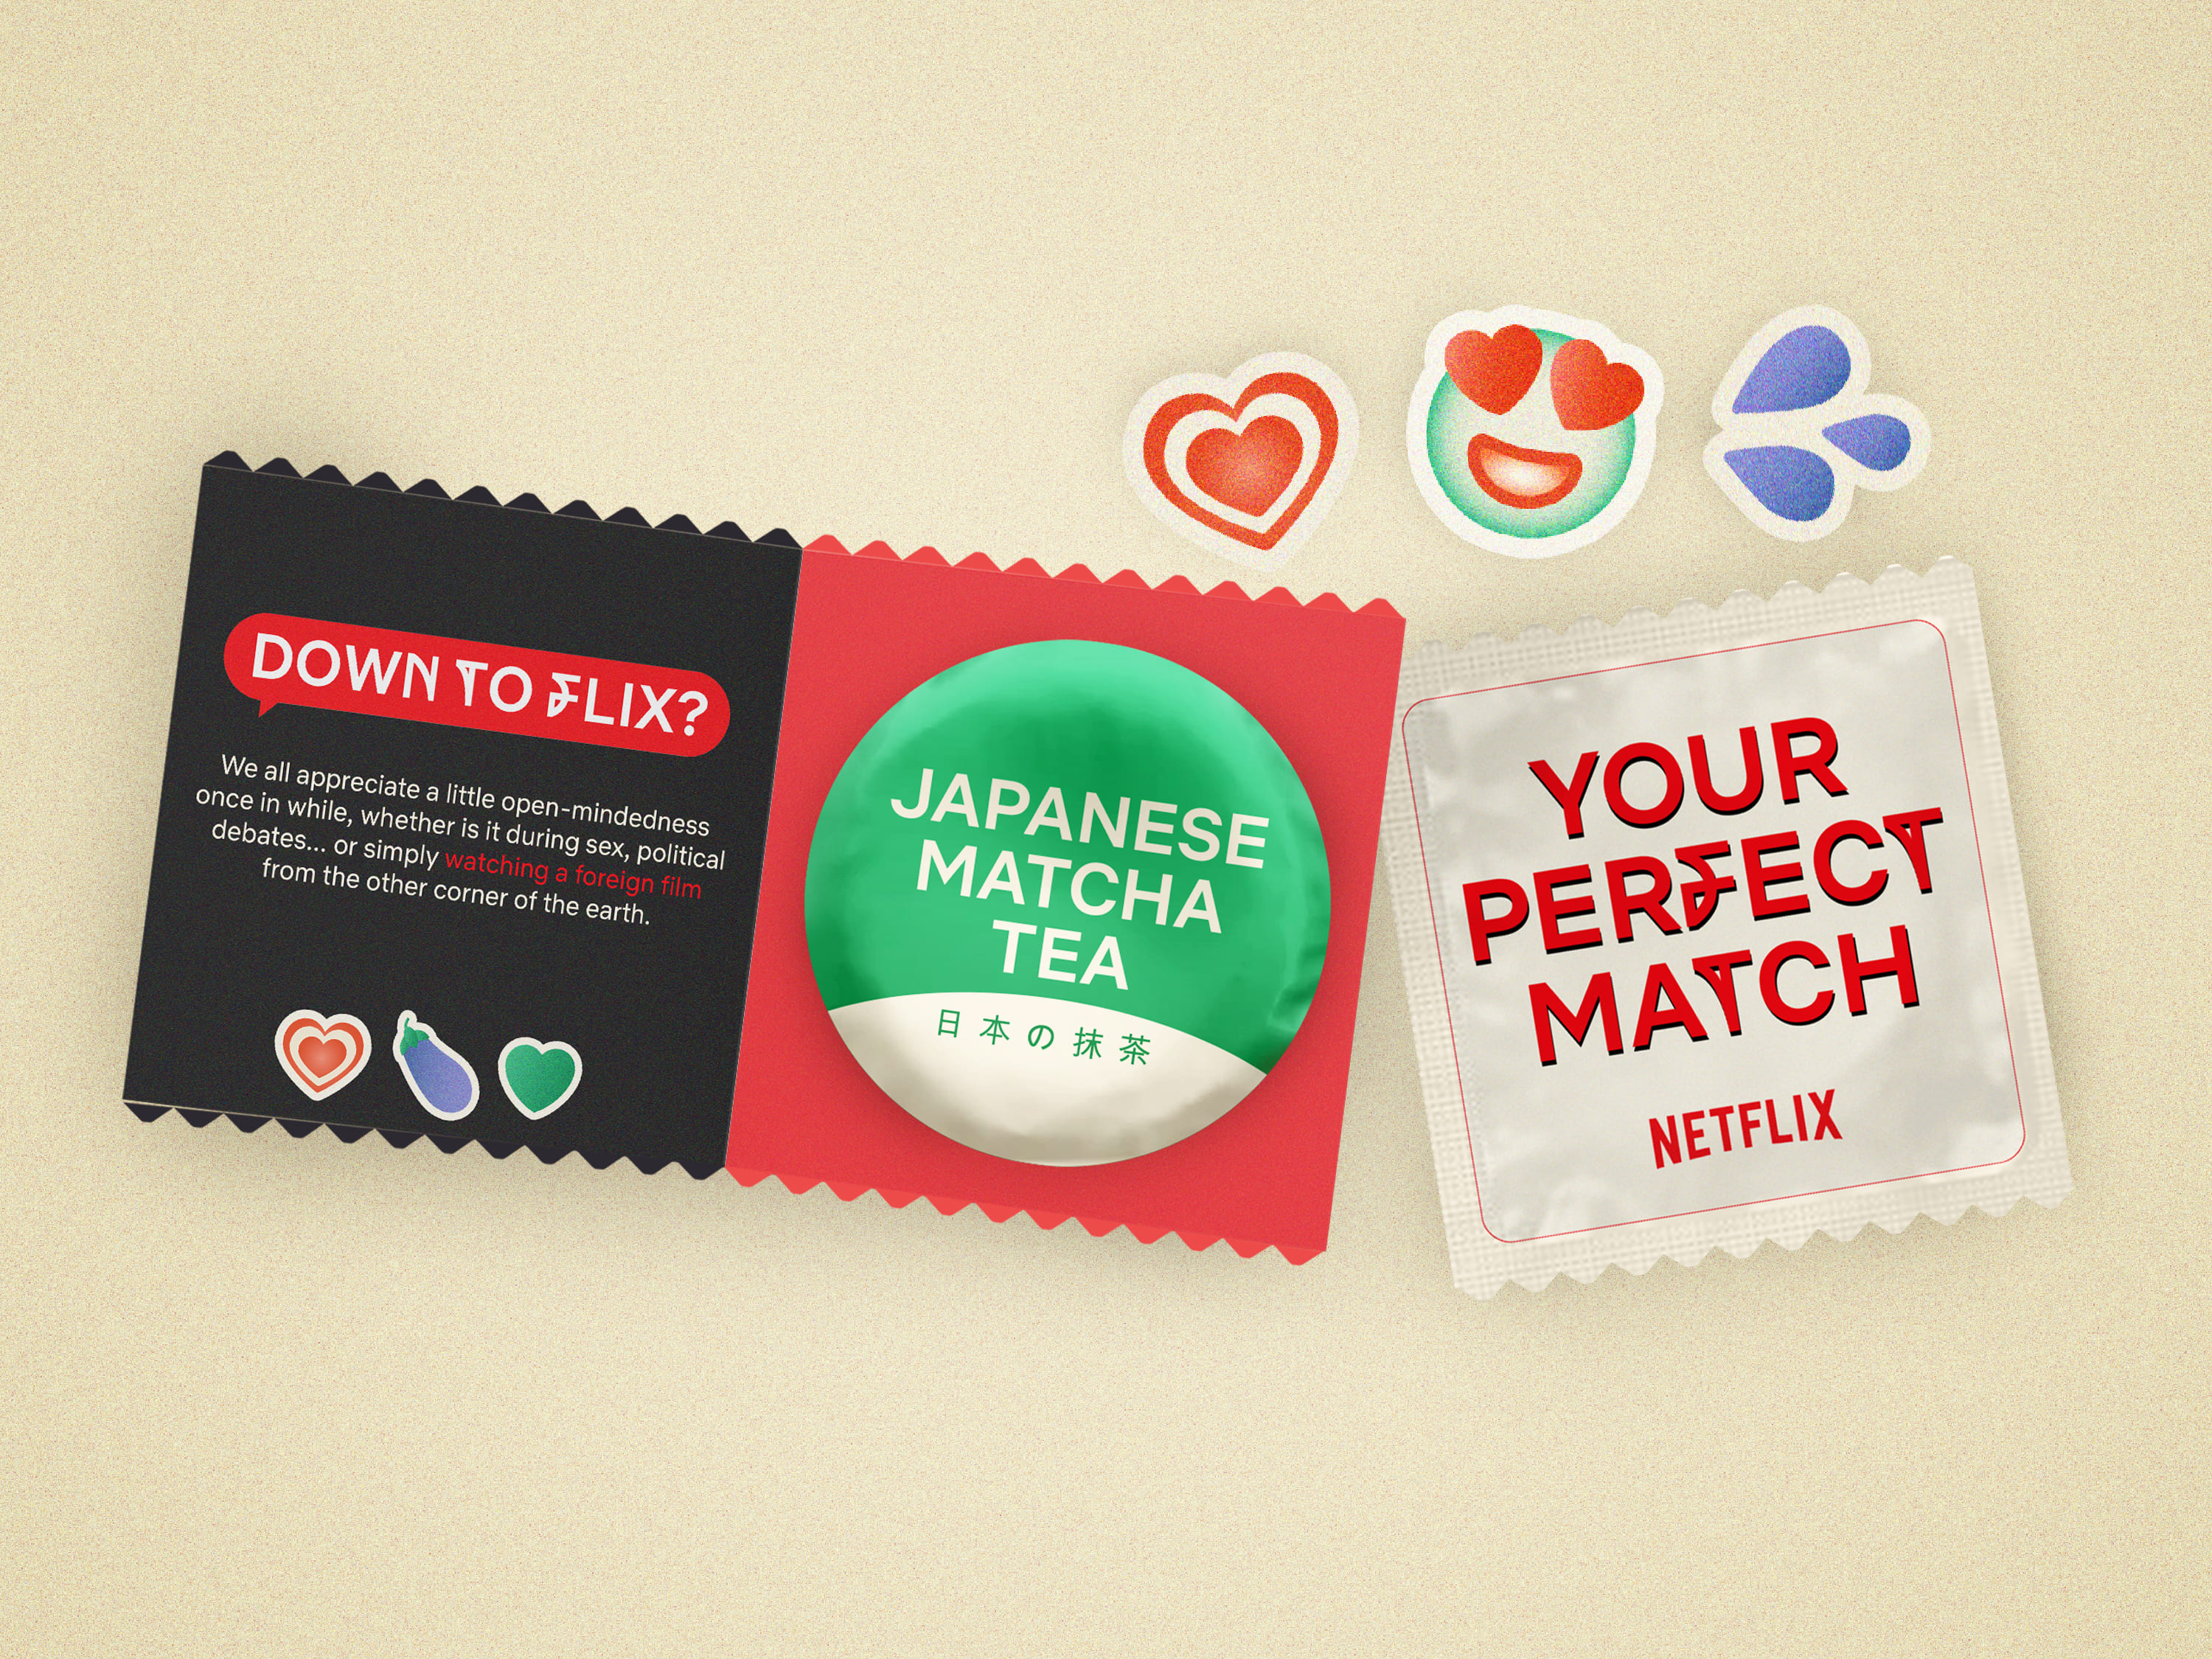 DOWN TO FLIX?
We all appreciate a little open-mindedness
once in while, whether is it during sex, political
debates... or simply watching a foreign film
from the other corner of the earth.
JAPANESE
MATCHA
TEA
日本の抹茶
YOUR
PERFECT
MATCH
NETFLIX